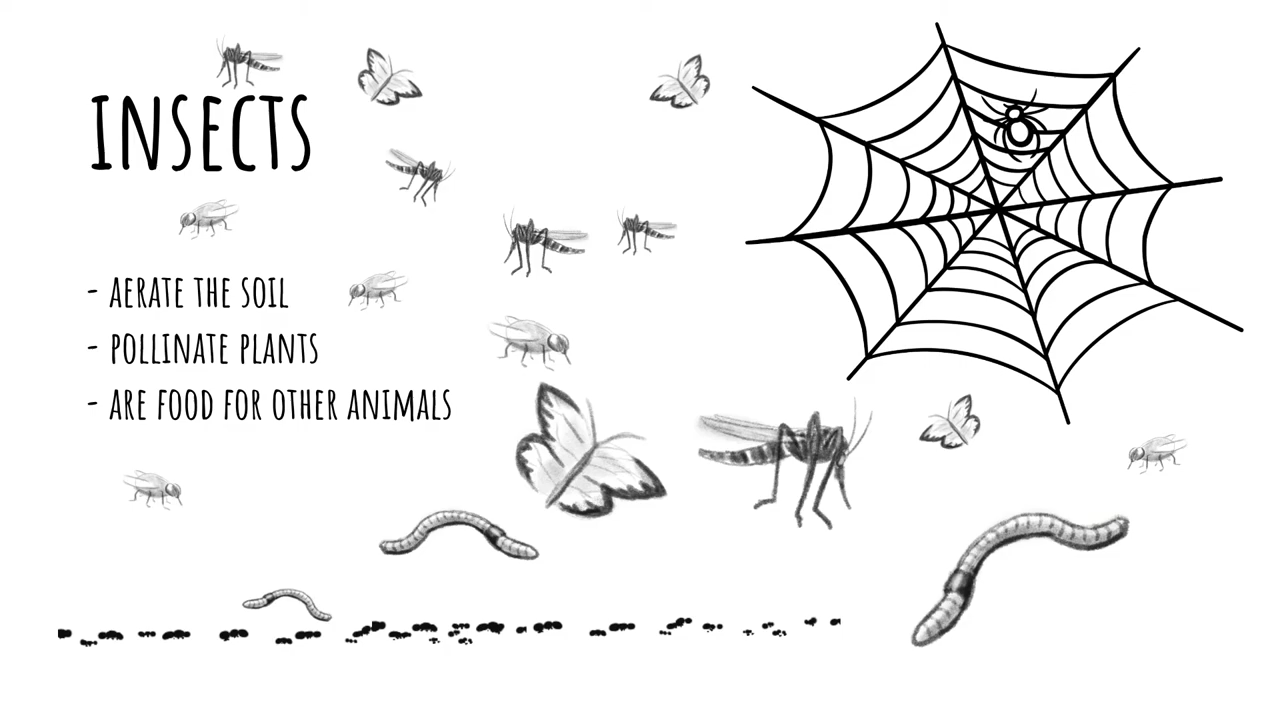 INSECTS
- AERATE THE SOIL
- POLLINATE PLANTS
- ARE FOOD FOR OTHER ANIMALS